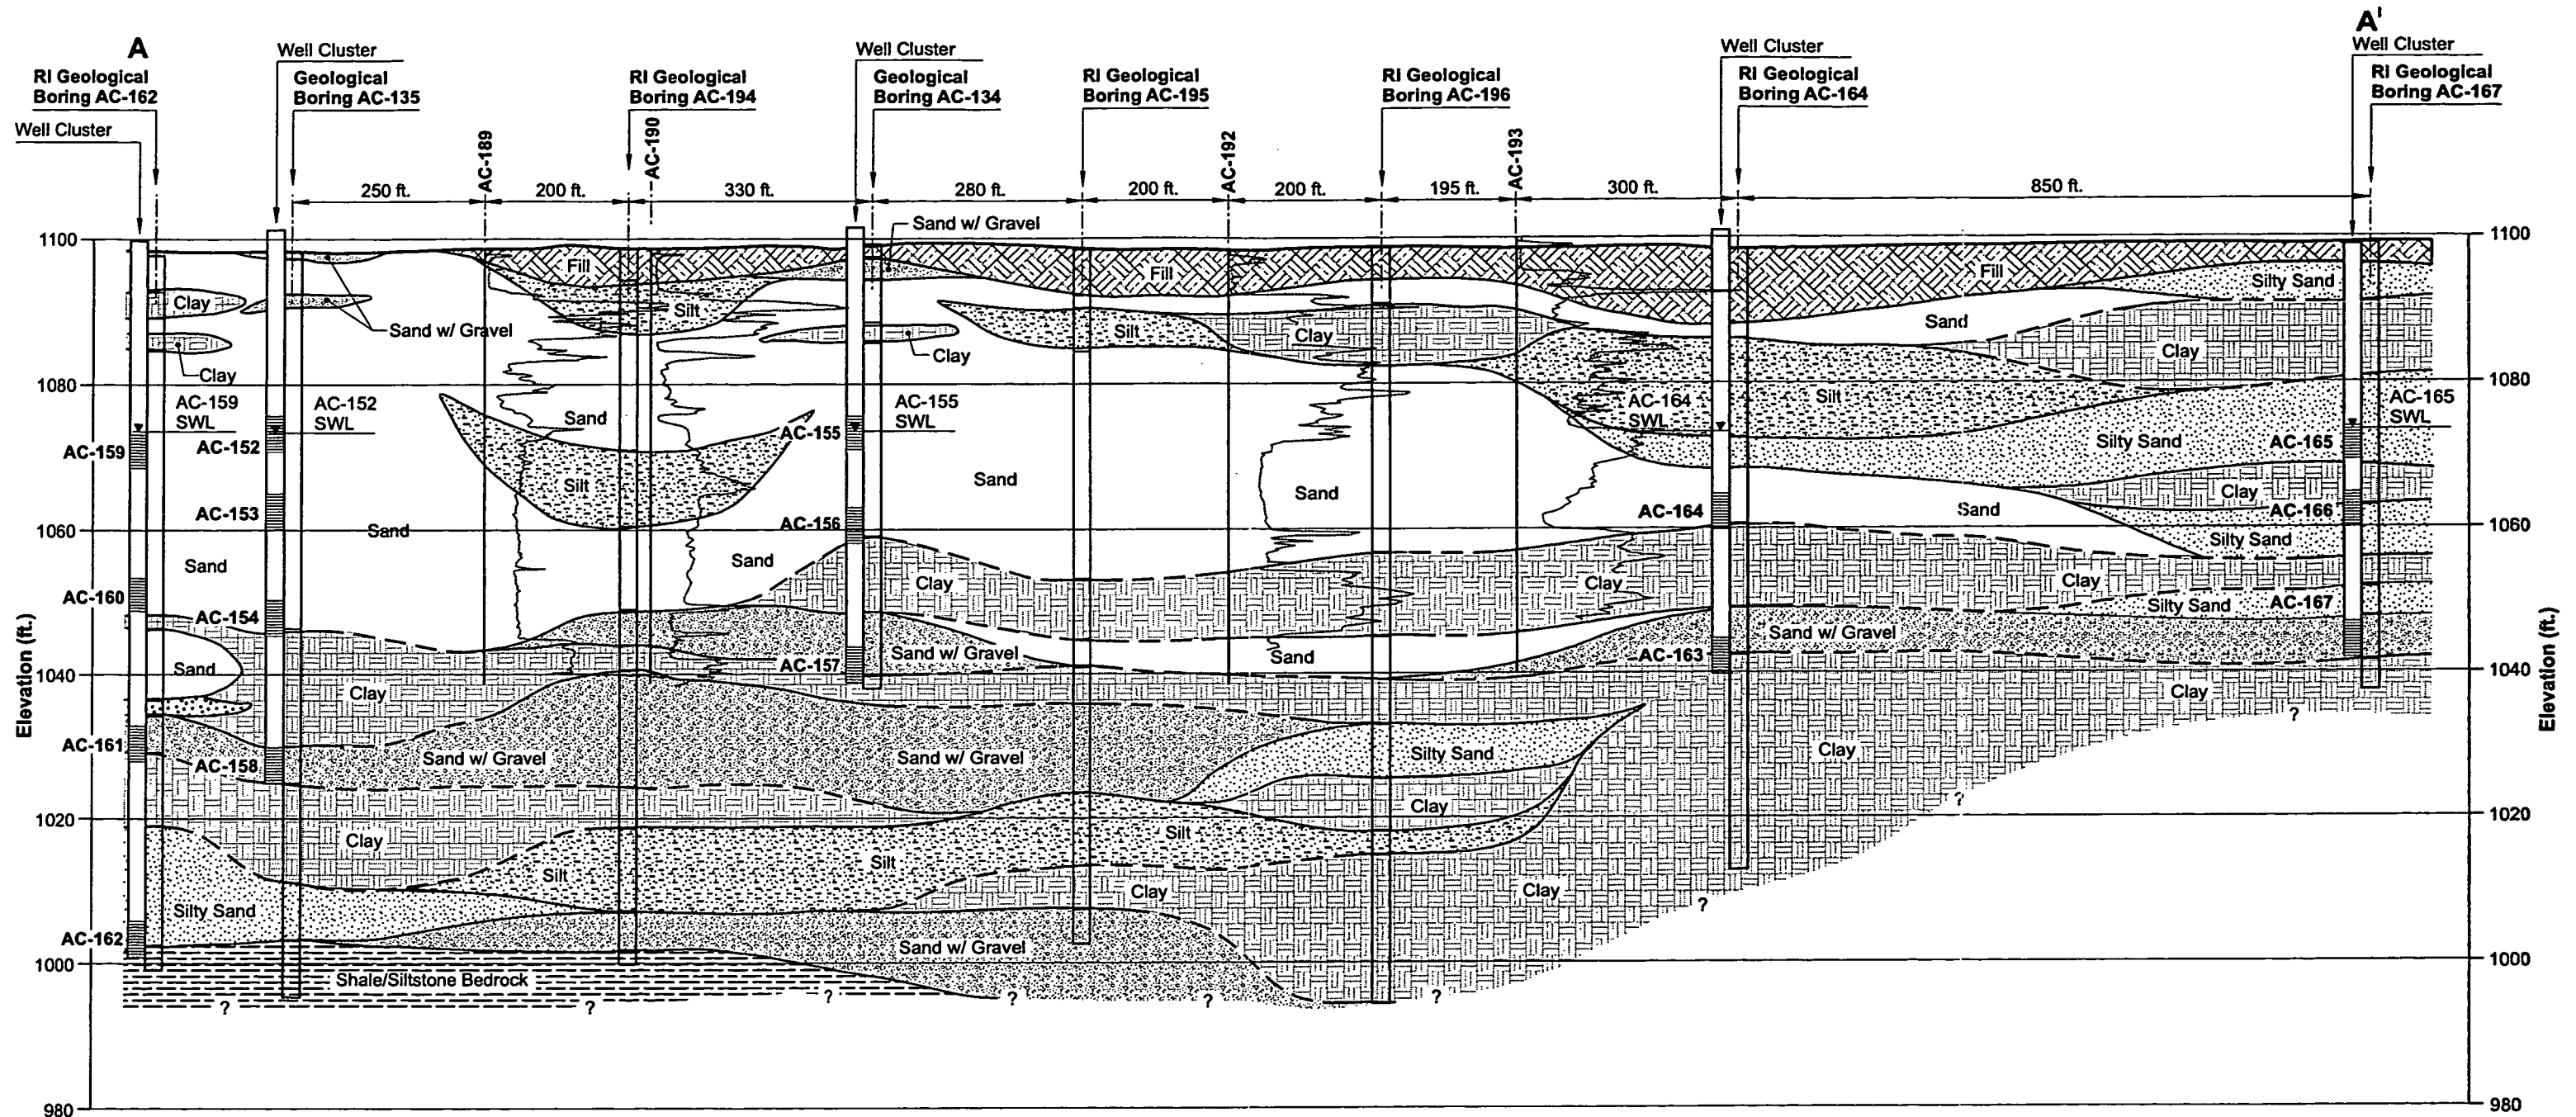 A
A'
Well Cluster
Well Cluster
Well Cluster
Well Cluster
RI Geological
Boring AC-162
Geological
Boring AC-135
RI Geological
Boring AC-194
Geological
Boring AC-134
RI Geological
Boring AC-195
RI Geological
Boring AC-196
RI Geological
Boring AC-164
RI Geological
Boring AC-167
Well Cluster
AC-189
AC-190
AC-192
AC-193
250 ft.
200 ft.
330 ft.
280 ft.
200 ft.
200 ft.
195 ft.
300 ft.
850 ft.
Sand w/ Gravel
1100
1100
Fill
Fill
Fill
Silty Sand
Clay
Silt
Sand w/ Gravel
Silt
Clay
Sand
Clay
Clay
Clay
1080
1080
AC-159
SWL
AC-152
SWL
Sand
AC-155
SWL
Silt
AC-164
SWL
AC-165
SWL
AC-155
AC-159
AC-152
Silty Sand
AC-165
Silt
Sand
Sand
Clay
AC-153
AC-156
AC-164
Sand
AC-166
1060
Sand
1060
Silty Sand
Sand
Sand
Clay
Clay
Clay
AC-160
AC-154
Silty Sand
AC-167
Sand w/ Gravel
Sand w/ Gravel
Sand
AC-163
Sand
AC-157
1040
1040
Clay
Clay
?
AC-161
Sand w/ Gravel
Sand w/ Gravel
Silty Sand
Clay
AC-158
Clay
?
1020
1020
Clay
Silt
Silt
Silt
Clay
Clay
?
Silty Sand
AC-162
Sand w/ Gravel
1000
1000
Shale/Siltstone Bedrock
?
?
?
?
?
?
980
980
Elevation (ft.)
Elevation (ft.)